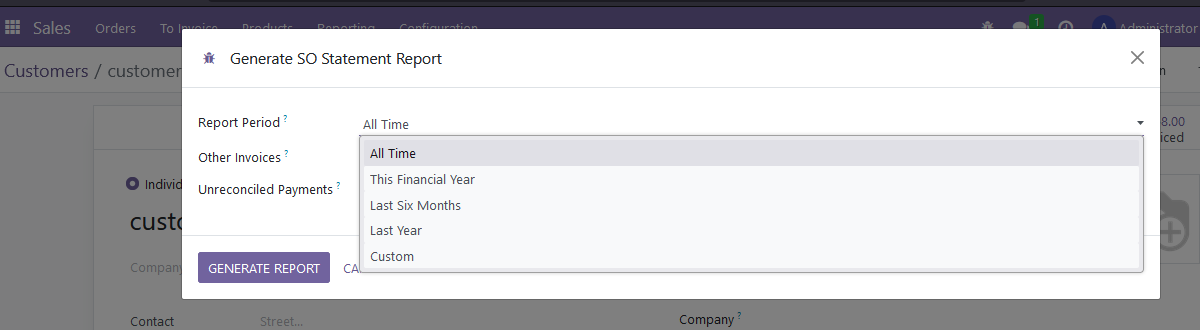 Sales Orders To Invoice Products Reporting Configuration 1 A Administrator
Generate SO Statement Report
Customers / customer
Report Period ? All Time
8.00
iced
All Time
Other Invoices ?
This Financial Year
Individ
Unreconciled Payments ?
Last Six Months
custo
Last Year
Custom
Company
GENERATE REPORT CA
Contact Street... Company ?